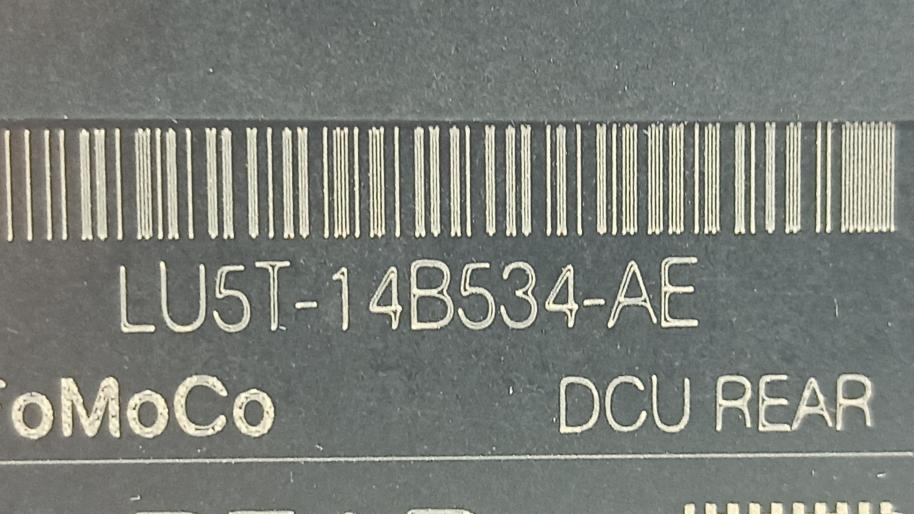 LU5T-14B534-AE
FoMoCo
DCU REAR